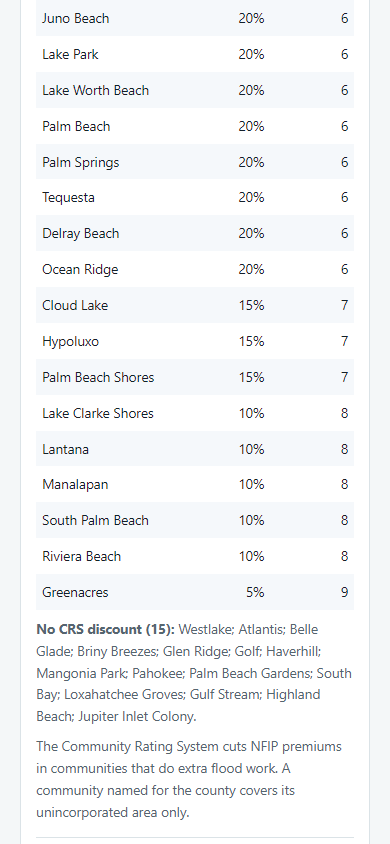 Juno Beach 20% 6
Lake Park 20% 6
Lake Worth Beach 20% 6
Palm Beach 20% 6
Palm Springs 20% 6
Tequesta 20% 6
Delray Beach 20% 6
Ocean Ridge 20% 6
Cloud Lake 15% 7
Hypoluxo 15% 7
Palm Beach Shores 15% 7
Lake Clarke Shores 10% 8
Lantana 10% 8
Manalapan 10% 8
South Palm Beach 10% 8
Riviera Beach 10% 8
Greenacres 5% 9
No CRS discount (15): Westlake; Atlantis; Belle
Glade; Briny Breezes; Glen Ridge; Golf; Haverhill;
Mangonia Park; Pahokee; Palm Beach Gardens; South
Bay; Loxahatchee Groves; Gulf Stream; Highland
Beach; Jupiter Inlet Colony.
The Community Rating System cuts NFIP premiums
in communities that do extra flood work. A
community named for the county covers its
unincorporated area only.